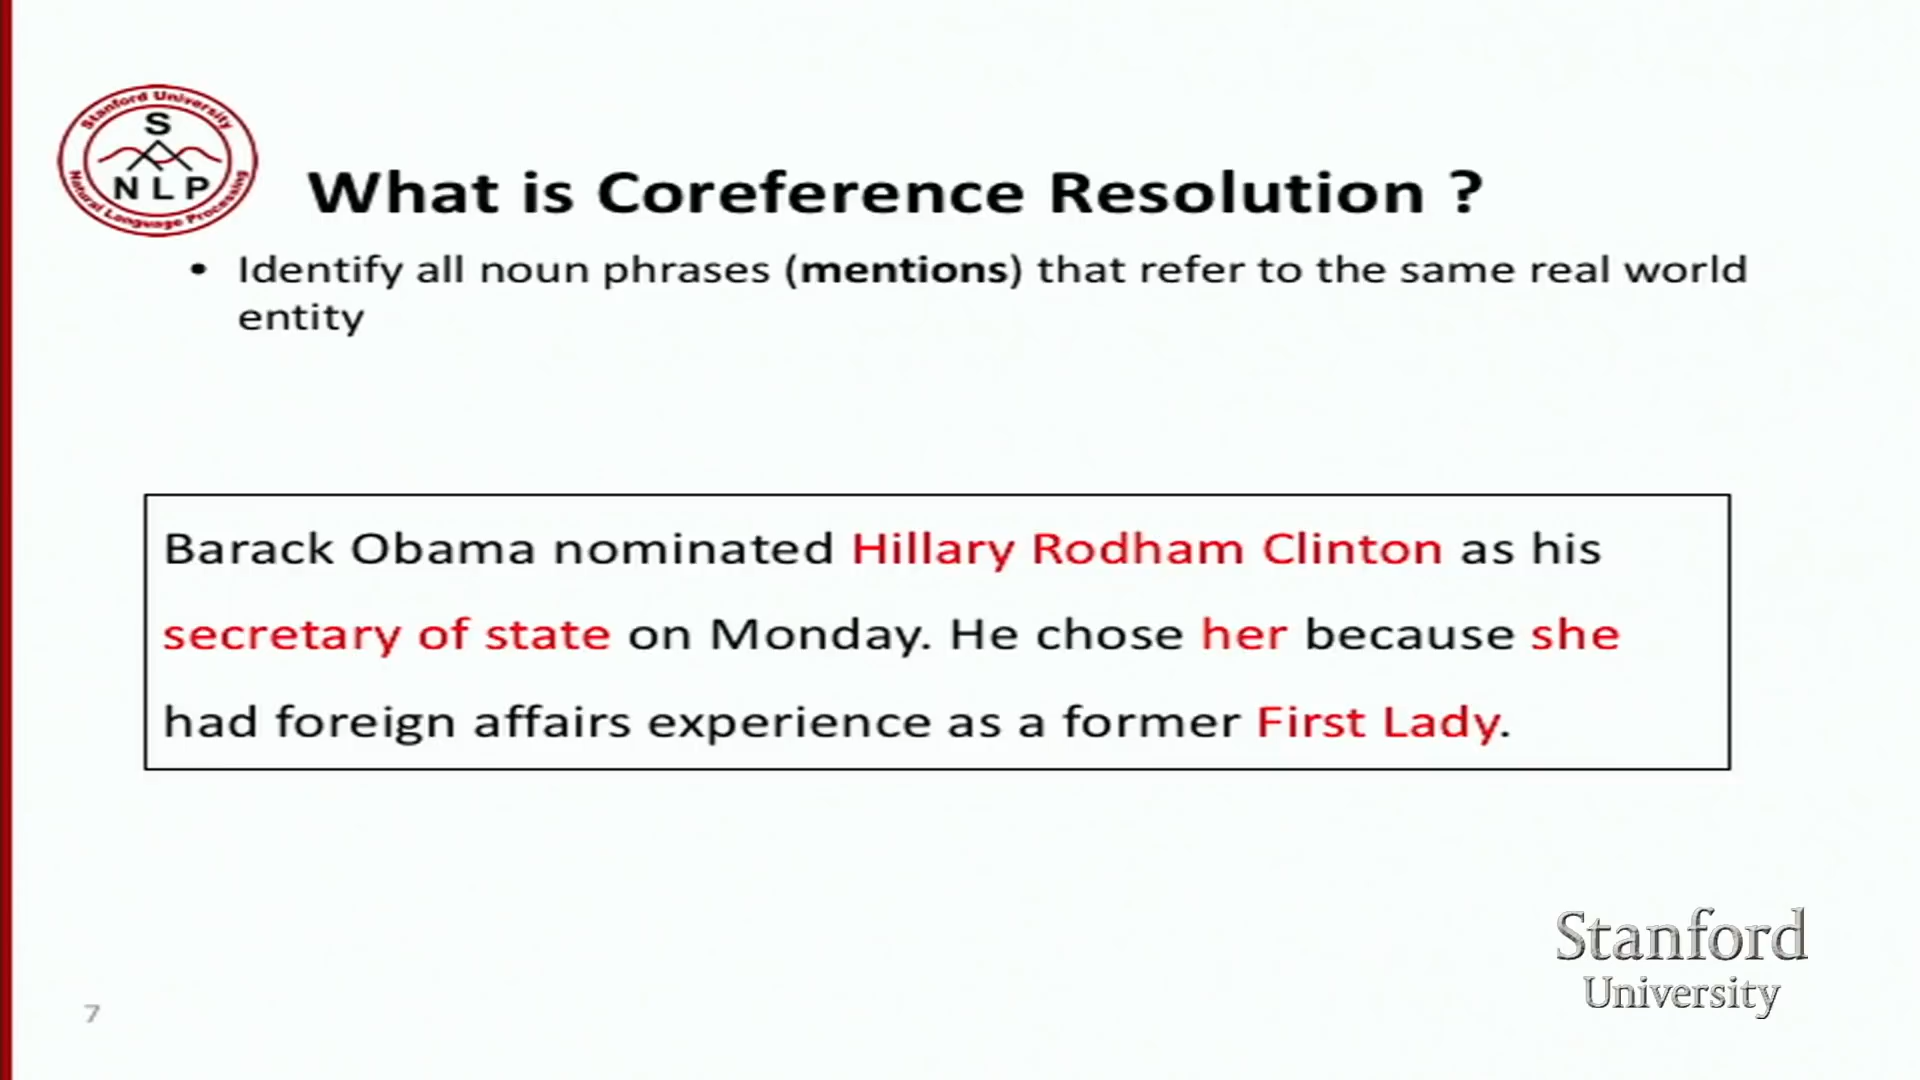 Stanford University
S
NLP
Natural Language Processing
What is Coreference Resolution ?
• Identify all noun phrases (mentions) that refer to the same real world
entity
Barack Obama nominated Hillary Rodham Clinton as his
secretary of state on Monday. He chose her because she
had foreign affairs experience as a former First Lady.
Stanford
University
7